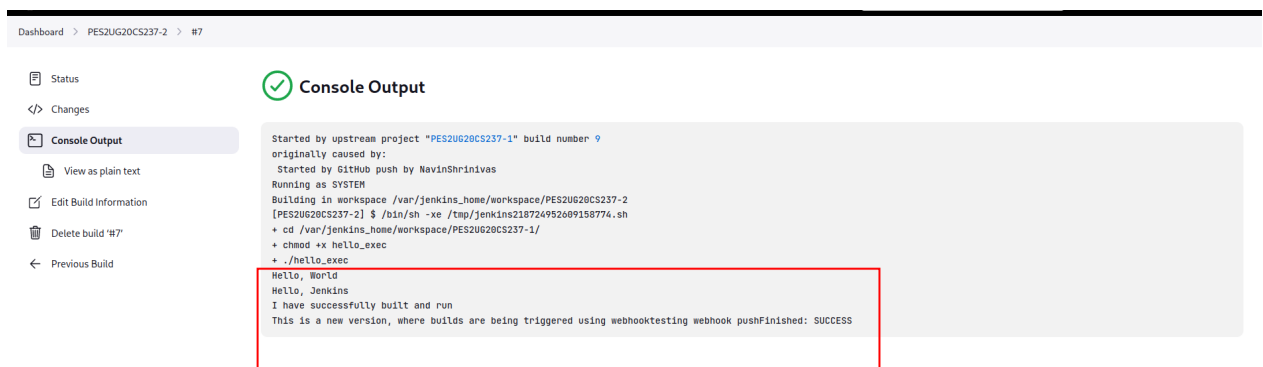 Dashboard > PES2UG20CS237-2 > #7
Status
</> Changes
Console Output
View as plain text
Edit Build Information
Delete build '#7'
Previous Build
Console Output
Started by upstream project "PES2UG20CS237-1" build number 9
originally caused by:
Started by GitHub push by NavinShrinivas
Running as SYSTEM
Building in workspace /var/jenkins_home/workspace/PES2UG20CS237-2
[PES2UG20CS237-2] $ /bin/sh -xe /tmp/jenkins218724952609158774.sh
+ cd /var/jenkins_home/workspace/PES2UG20CS237-1/
+ chmod +x hello_exec
+ ./hello_exec
Hello, World
Hello, Jenkins
I have successfully built and run
This is a new version, where builds are being triggered using webhooktesting webhook pushFinished: SUCCESS